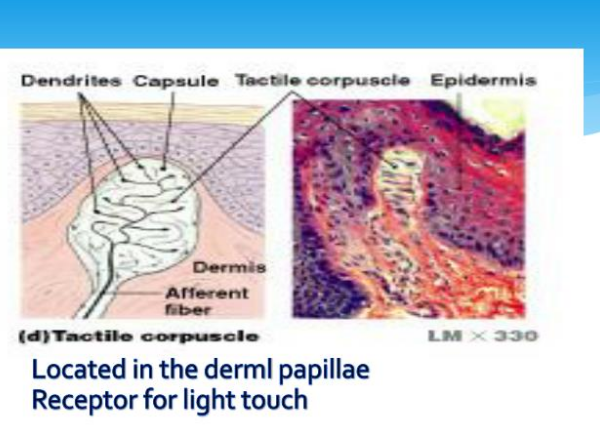 Dendrites Capsule Tactile corpuscle Epidermis
Dermis
Afferent
fiber
(d)Tactile corpuscle LM × 330
Located in the derml papillae
Receptor for light touch